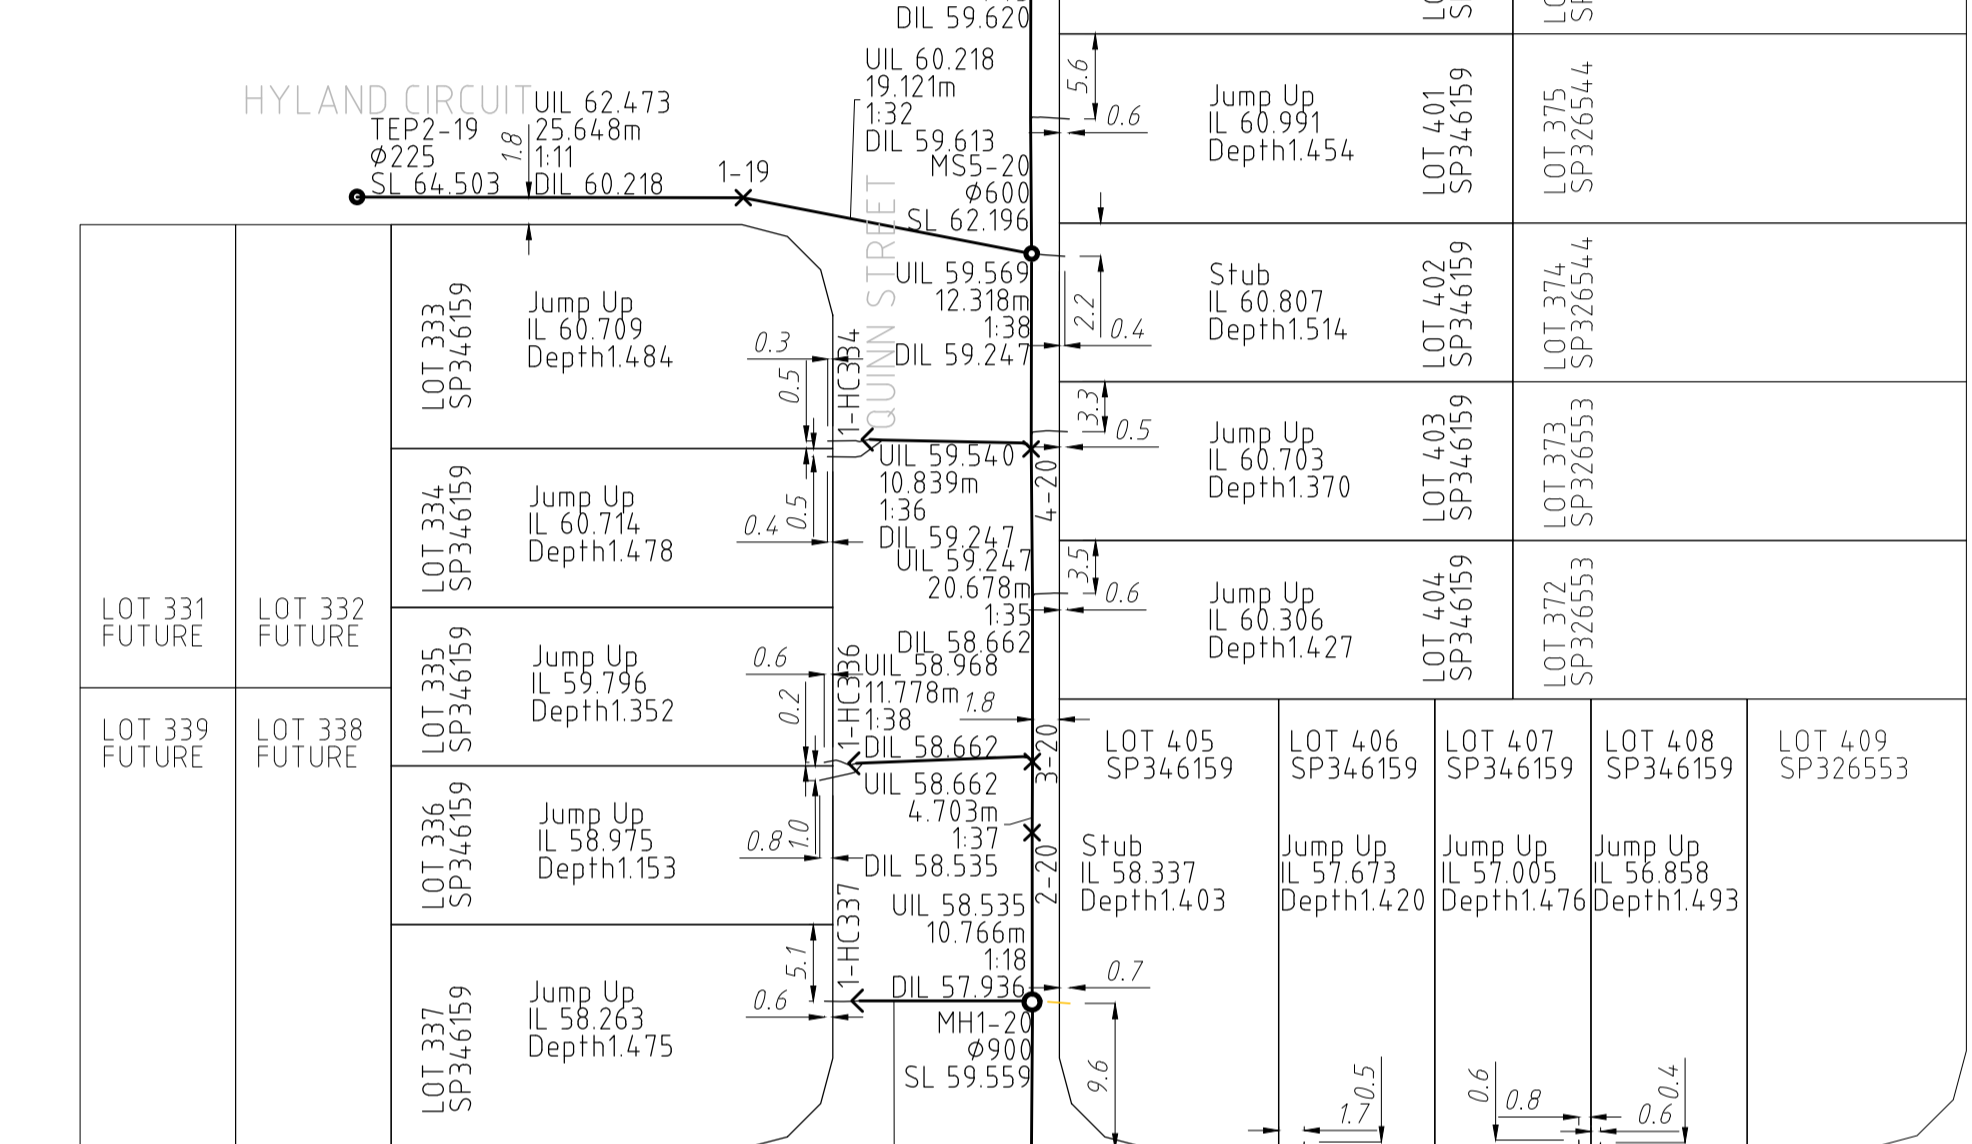 DIL 59.620
UIL 60.218
19.121m
1:32
DIL 59.613
MS5-20
Φ600
SL 62.196
HYLAND CIRCUIT
TEP2-19
Φ225
SL 64.503
1.8
UIL 62.473
25.648m
1:11
DIL 60.218
1-19
QUINN STREET
UIL 59.569
12.318m
1:38
DIL 59.247
5.6
0.6
Jump Up
IL 60.991
Depth1.454
LOT 401
SP346159
LOT 375
SP326544
2.2
0.4
Stub
IL 60.807
Depth1.514
LOT 402
SP346159
LOT 374
SP326544
3.3
0.5
Jump Up
IL 60.703
Depth1.370
LOT 403
SP346159
LOT 373
SP326553
3.5
0.6
Jump Up
IL 60.306
Depth1.427
LOT 404
SP346159
LOT 372
SP326553
LOT 333
SP346159
Jump Up
IL 60.709
Depth1.484
0.3
0.5
1-HC334
UIL 59.540
10.839m
1:36
DIL 59.247
4-20
LOT 334
SP346159
Jump Up
IL 60.714
Depth1.478
0.4
0.5
UIL 59.247
20.678m
1:35
DIL 58.662
LOT 331
FUTURE
LOT 332
FUTURE
LOT 335
SP346159
Jump Up
IL 59.796
Depth1.352
0.6
0.2
1-HC336
UIL 58.968
11.778m
1:38
DIL 58.662
1.8
3-20
LOT 339
FUTURE
LOT 338
FUTURE
LOT 336
SP346159
Jump Up
IL 58.975
Depth1.153
0.8
1.0
UIL 58.662
4.703m
1:37
DIL 58.535
2-20
LOT 405
SP346159
LOT 406
SP346159
LOT 407
SP346159
LOT 408
SP346159
LOT 409
SP326553
Stub
IL 58.337
Depth1.403
Jump Up
IL 57.673
Depth1.420
Jump Up
IL 57.005
Depth1.476
Jump Up
IL 56.858
Depth1.493
LOT 337
SP346159
Jump Up
IL 58.263
Depth1.475
5.1
0.6
1-HC337
UIL 58.535
10.766m
1:18
DIL 57.936
0.7
MH1-20
Φ900
SL 59.559
9.6
1.7
0.5
0.6
0.8
0.6
0.4